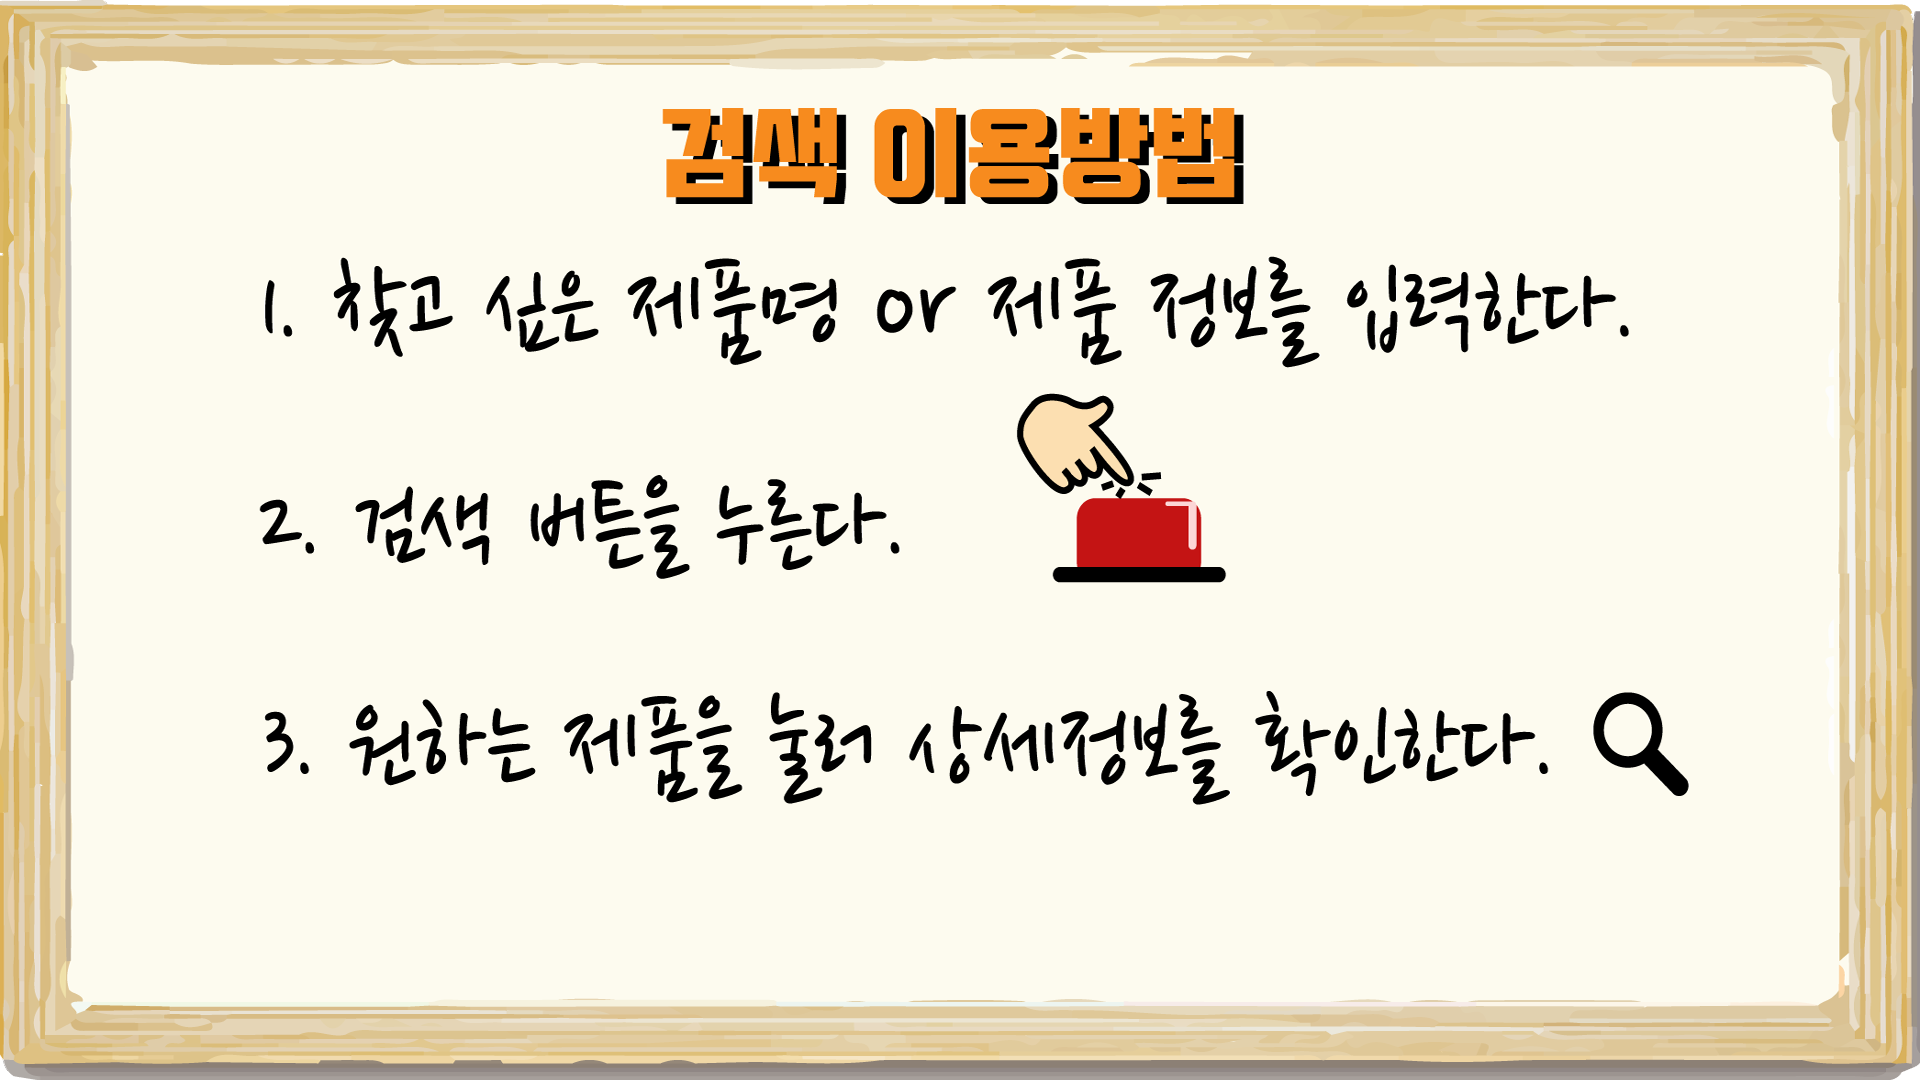 검색 이용방법
1. 찾고 싶은 제품명 or 제품 정보를 입력한다.
2. 검색 버튼을 누른다.
3. 원하는 제품을 눌러 상세정보를 확인한다.